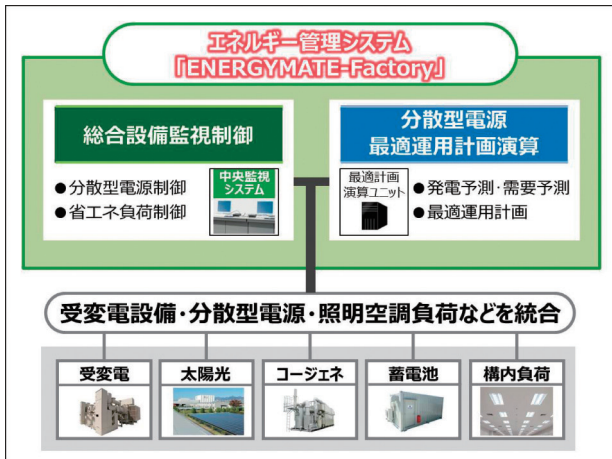 エネルギー管理システム
「ENERGYMATE-Factory」
総合設備監視制御
●分散型電源制御
●省エネ負荷制御
中央監視
システム
分散型電源
最適運用計画演算
最適計画
演算ユニット
●発電予測・需要予測
●最適運用計画
受変電設備・分散型電源・照明空調負荷などを統合
受変電
太陽光
コージェネ
蓄電池
構内負荷